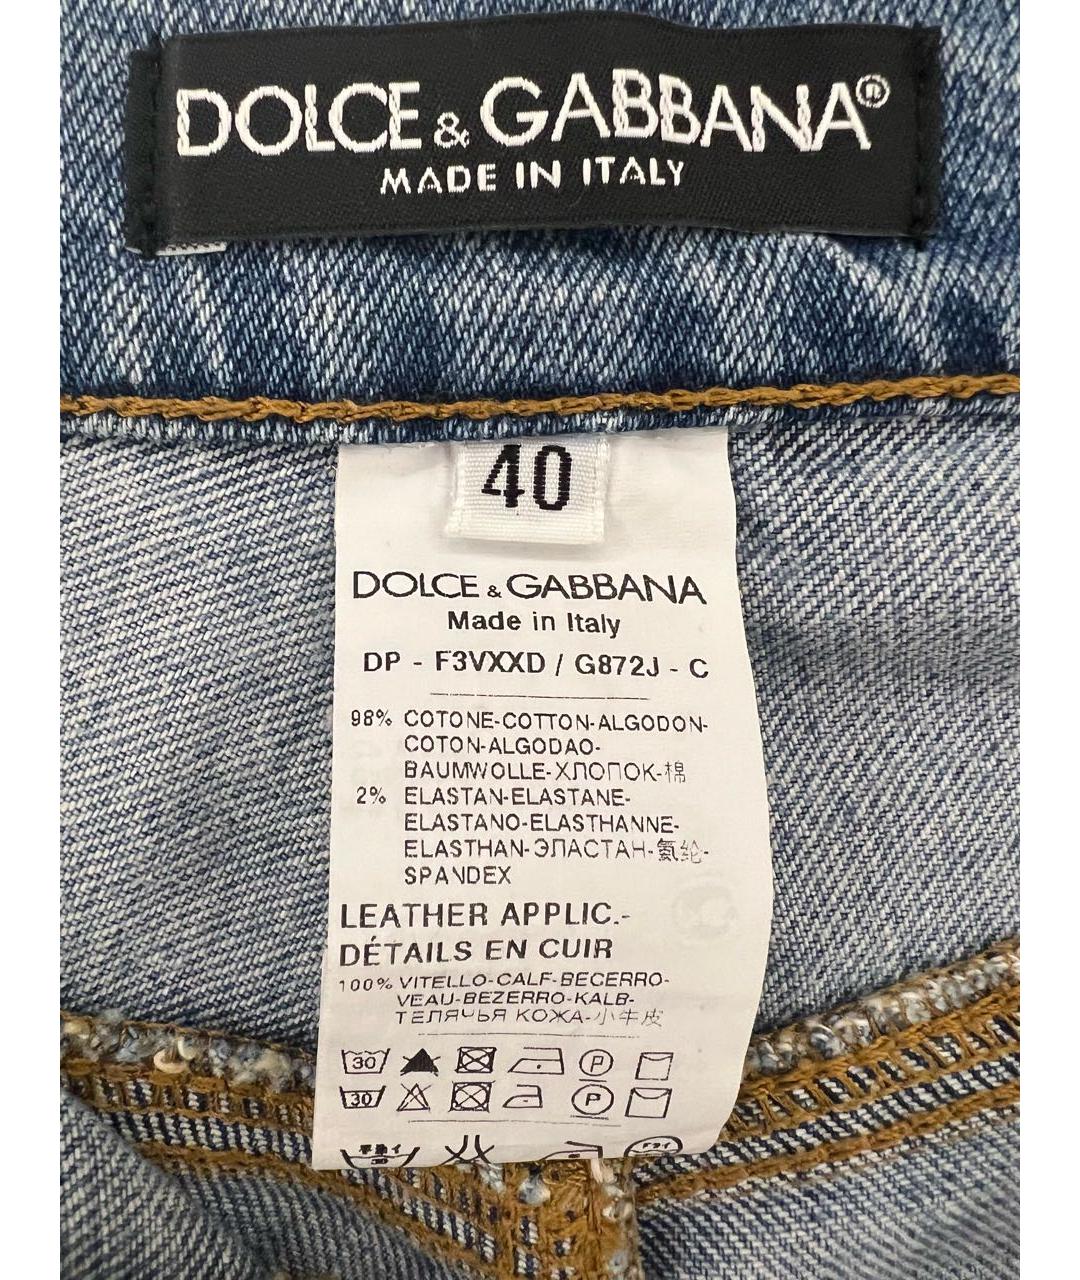 DOLCE & GABBANA®
MADE IN ITALY
40
DOLCE & GABBANA
Made in Italy
DP - F3VXXD / G872J - C
98% COTONE-COTTON-ALGODON-
COTON-ALGODAO-
BAUMWOLLE-ХЛОПОК-棉
2% ELASTAN-ELASTANE-
ELASTANO-ELASTHANNE-
ELASTHAN-ЭЛАСТАН-氨纶-
SPANDEX
LEATHER APPLIC.-
DÉTAILS EN CUIR
100% VITELLO-CALF-BECERRO-
VEAU-BEZERRO-KALB-
ТЕЛЯЧЬЯ КОЖА-小牛皮
30 P
30 P